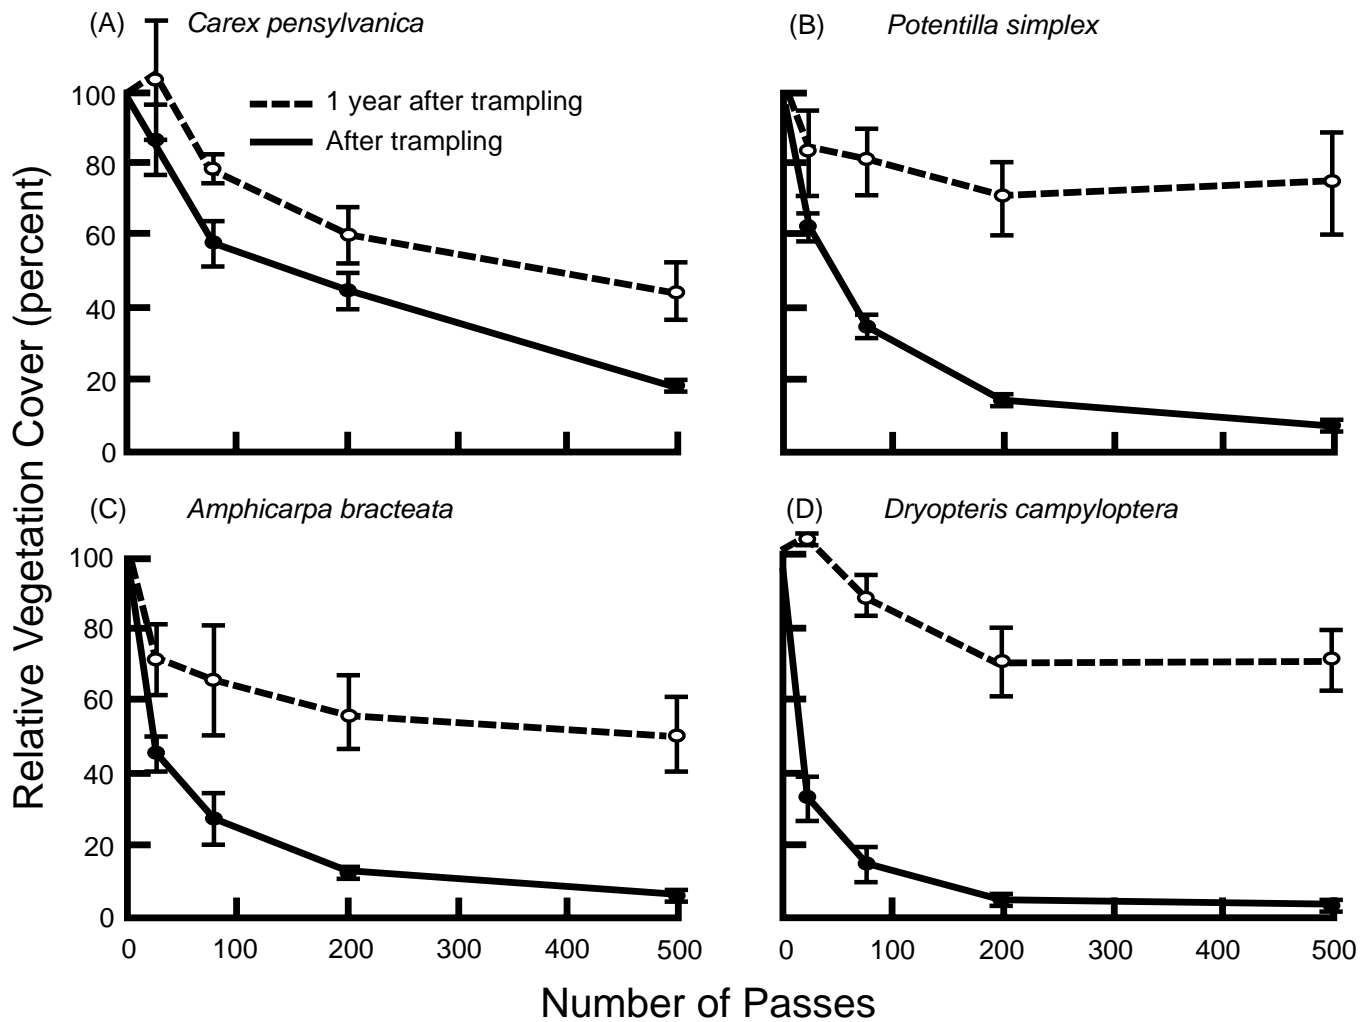 (A) Carex pensylvanica
(B) Potentilla simplex
1 year after trampling
After trampling
100
80
60
40
20
0
(C) Amphicarpa bracteata
(D) Dryopteris campyloptera
100
80
60
40
20
0
0 100 200 300 400 500
0 100 200 300 400 500
Relative Vegetation Cover (percent)
Number of Passes